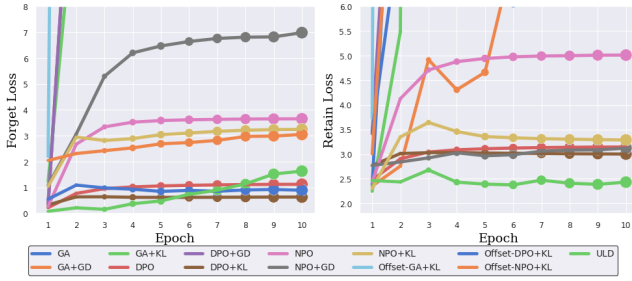 8
7
6
5
4
3
2
1
0
Forget Loss
1 2 3 4 5 6 7 8 9 10
Epoch
6.0
5.5
5.0
4.5
4.0
3.5
3.0
2.5
2.0
Retain Loss
1 2 3 4 5 6 7 8 9 10
Epoch
GA GA+KL DPO+GD NPO NPO+KL Offset-DPO+KL ULD
GA+GD DPO DPO+KL NPO+GD Offset-GA+KL Offset-NPO+KL